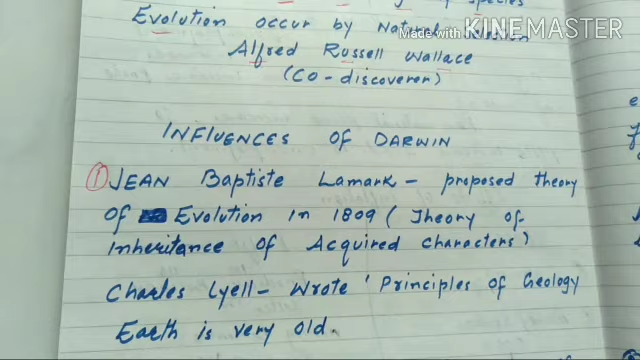 species
Evolution occur by Natural Selection
Made with KINEMASTER
Alfred Russell Wallace
(Co-discoverer)
INFLUENCES OF DARWIN
① JEAN Baptiste Lamark - proposed theory
of Evolution in 1809 ( Theory of
inheritance of Acquired characters)
Charles Lyell - Wrote ' Principles of Geology
Earth is very old.